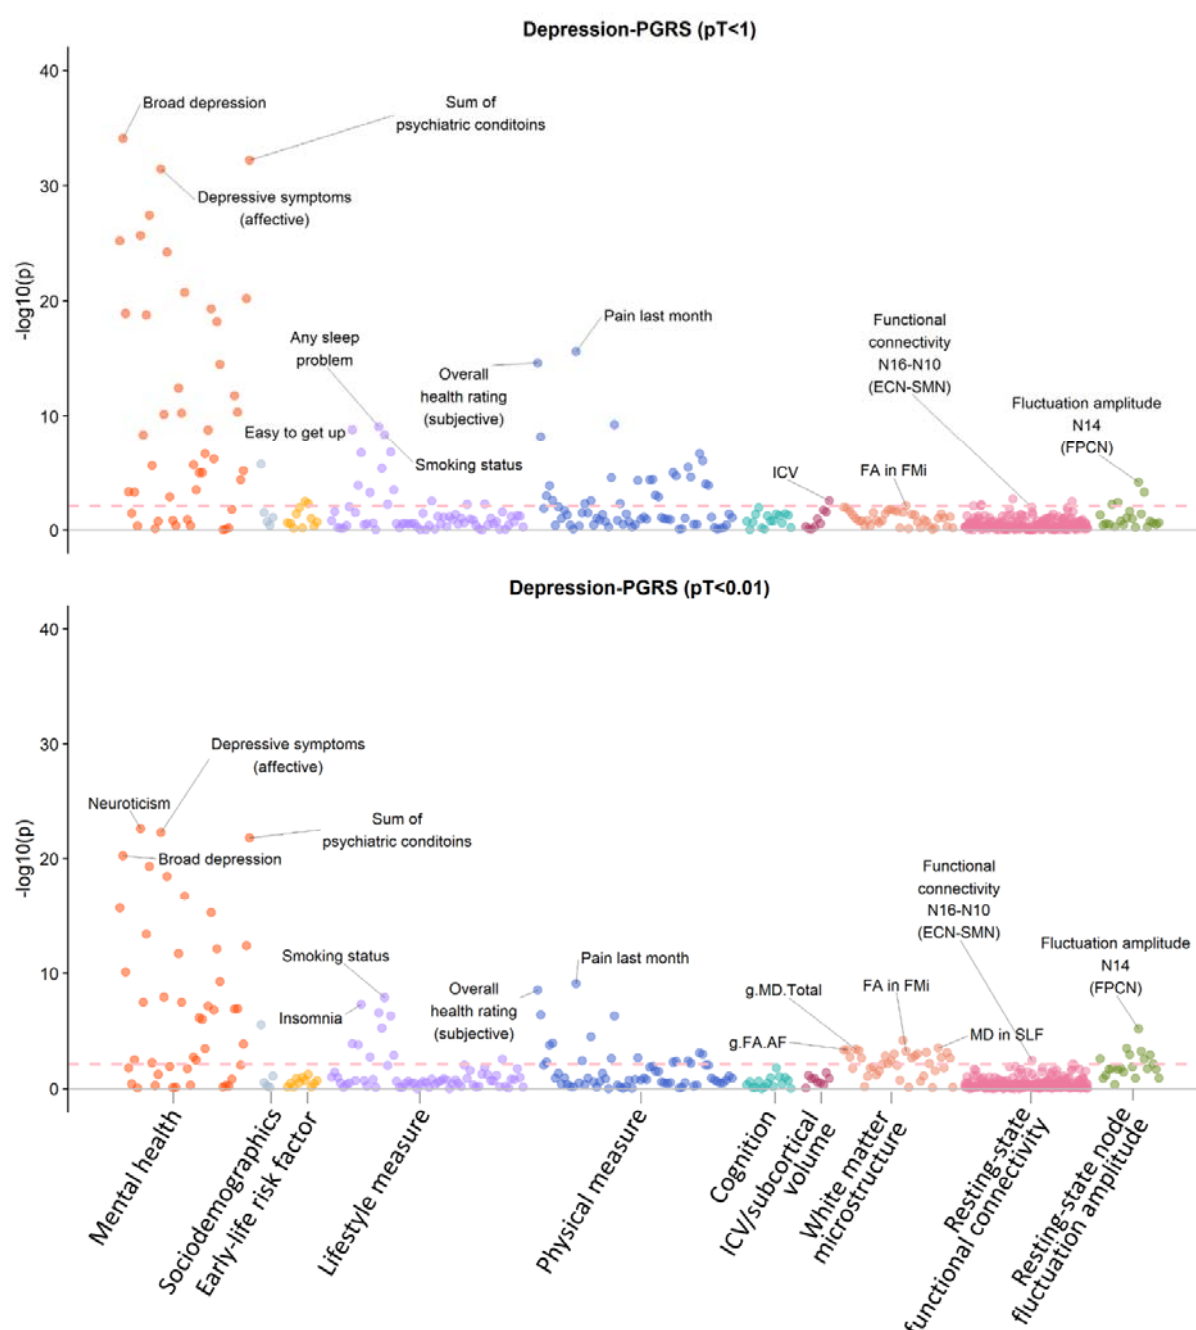 Depression-PGRS (pT<1)
40
30
20
10
0
-log10(p)
Broad depression
Sum of
psychiatric conditoins
Depressive symptoms
(affective)
Any sleep
problem
Easy to get up
Smoking status
Overall
health rating
(subjective)
Pain last month
ICV
FA in FMi
Functional
connectivity
N16-N10
(ECN-SMN)
Fluctuation amplitude
N14
(FPCN)
Depression-PGRS (pT<0.01)
40
30
20
10
0
-log10(p)
Depressive symptoms
(affective)
Neuroticism
Sum of
psychiatric conditoins
Broad depression
Smoking status
Insomnia
Overall
health rating
(subjective)
Pain last month
g.MD.Total
g.FA.AF
FA in FMi
MD in SLF
Functional
connectivity
N16-N10
(ECN-SMN)
Fluctuation amplitude
N14
(FPCN)
Mental health
Sociodemographics
Early-life risk factor
Lifestyle measure
Physical measure
Cognition
ICV/subcortical
volume
White matter
microstructure
Resting-state
functional connectivity
Resting-state node
fluctuation amplitude